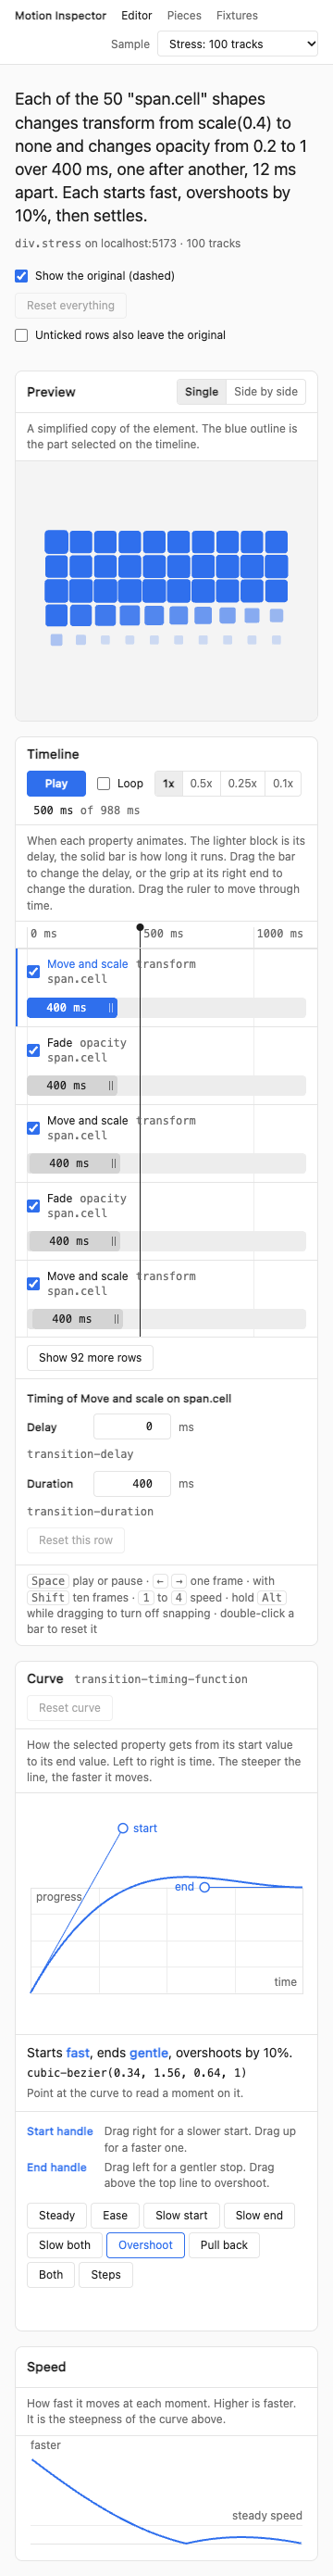 Motion Inspector Editor Pieces Fixtures
Sample Stress: 100 tracks
Each of the 50 "span.cell" shapes
changes transform from scale(0.4) to
none and changes opacity from 0.2 to 1
over 400 ms, one after another, 12 ms
apart. Each starts fast, overshoots by
10%, then settles.
div.stress on localhost:5173 · 100 tracks
Show the original (dashed)
Reset everything
Unticked rows also leave the original
Preview Single Side by side
A simplified copy of the element. The blue outline is
the part selected on the timeline.
Timeline
Play Loop 1x 0.5x 0.25x 0.1x
500 ms of 988 ms
When each property animates. The lighter block is its
delay, the solid bar is how long it runs. Drag the bar
to change the delay, or the grip at its right end to
change the duration. Drag the ruler to move through
time.
0 ms 500 ms 1000 ms
Move and scale transform
span.cell
400 ms
Fade opacity
span.cell
400 ms
Move and scale transform
span.cell
400 ms
Fade opacity
span.cell
400 ms
Move and scale transform
span.cell
400 ms
Show 92 more rows
Timing of Move and scale on span.cell
Delay 0 ms
transition-delay
Duration 400 ms
transition-duration
Reset this row
Space play or pause · ← → one frame · with
Shift ten frames · 1 to 4 speed · hold Alt
while dragging to turn off snapping · double-click a
bar to reset it
Curve transition-timing-function
Reset curve
How the selected property gets from its start value
to its end value. Left to right is time. The steeper the
line, the faster it moves.
start
end
progress
time
Starts fast, ends gentle, overshoots by 10%.
cubic-bezier(0.34, 1.56, 0.64, 1)
Point at the curve to read a moment on it.
Start handle Drag right for a slower start. Drag up
for a faster one.
End handle Drag left for a gentler stop. Drag
above the top line to overshoot.
Steady Ease Slow start Slow end
Slow both Overshoot Pull back
Both Steps
Speed
How fast it moves at each moment. Higher is faster.
It is the steepness of the curve above.
faster
steady speed